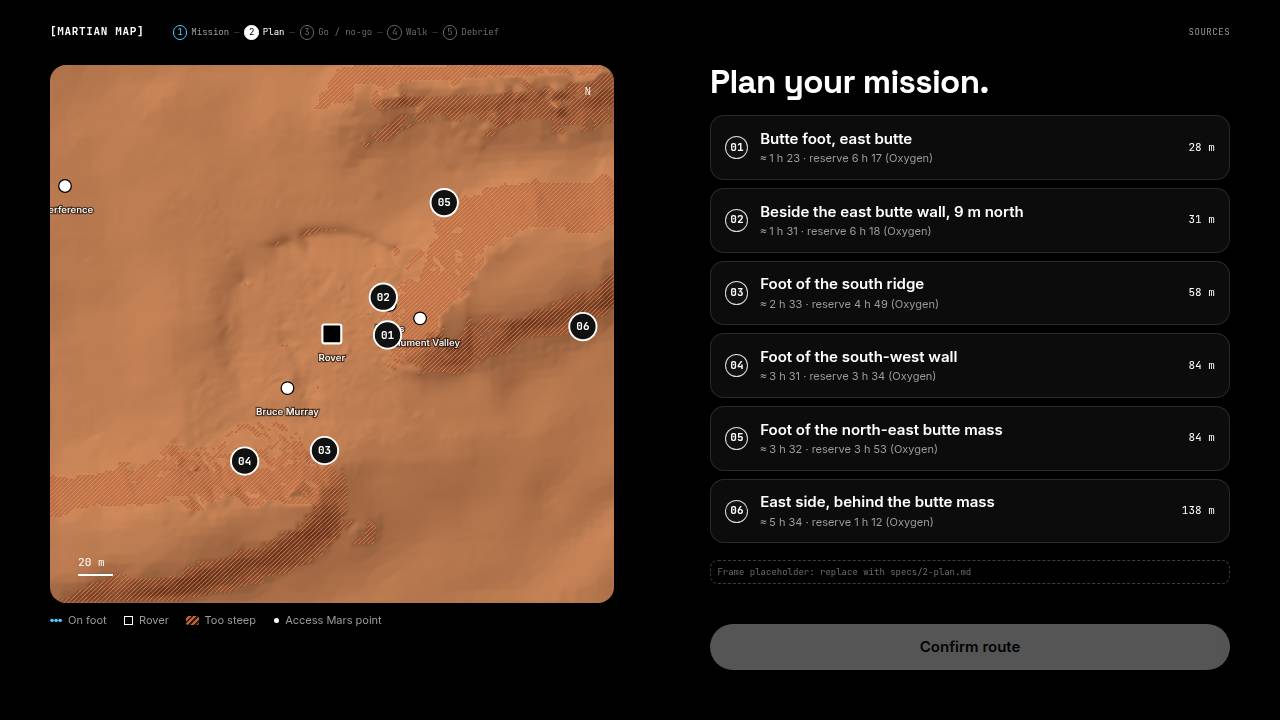 [MARTIAN MAP]
1 Mission — 2 Plan — 3 Go / no-go — 4 Walk — 5 Debrief
SOURCES
N
erference
05
02
01
ument Valley
06
Rover
Bruce Murray
03
04
20 m
On foot
Rover
Too steep
Access Mars point
Plan your mission.
01
Butte foot, east butte
≈ 1 h 23 · reserve 6 h 17 (Oxygen)
28 m
02
Beside the east butte wall, 9 m north
≈ 1 h 31 · reserve 6 h 18 (Oxygen)
31 m
03
Foot of the south ridge
≈ 2 h 33 · reserve 4 h 49 (Oxygen)
58 m
04
Foot of the south-west wall
≈ 3 h 31 · reserve 3 h 34 (Oxygen)
84 m
05
Foot of the north-east butte mass
≈ 3 h 32 · reserve 3 h 53 (Oxygen)
84 m
06
East side, behind the butte mass
≈ 5 h 34 · reserve 1 h 12 (Oxygen)
138 m
Frame placeholder: replace with specs/2-plan.md
Confirm route